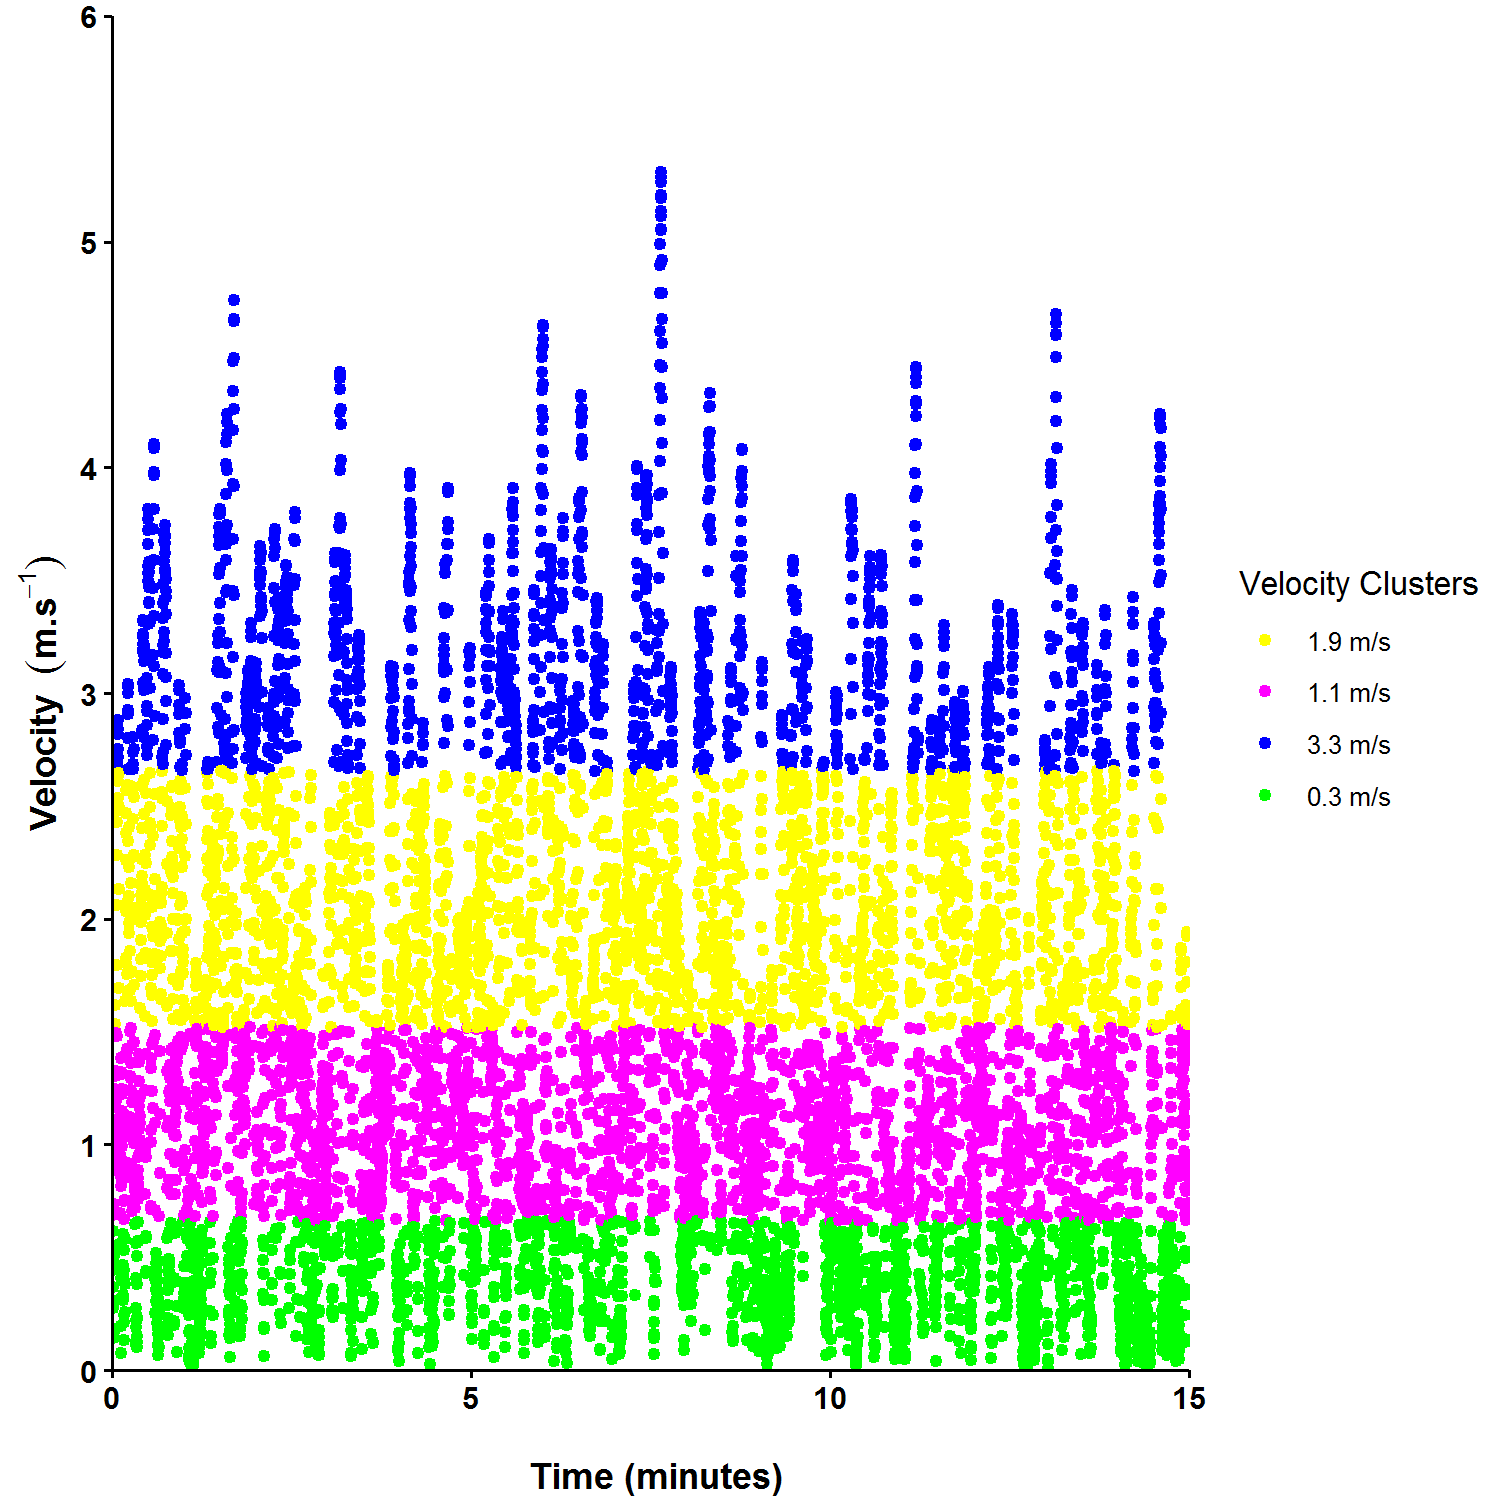 6
5
4
3
2
1
0
Velocity (m.s⁻¹)
0 5 10 15
Time (minutes)
Velocity Clusters
1.9 m/s
1.1 m/s
3.3 m/s
0.3 m/s